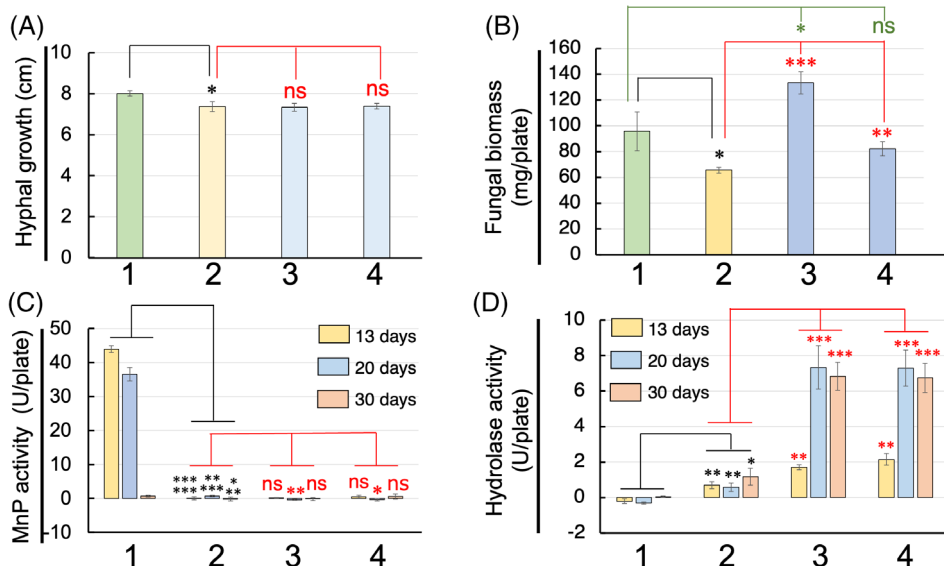 (A)
Hyphal growth (cm)
10
8
6
4
2
0
*
ns
ns
1 2 3 4
(B)
Fungal biomass
(mg/plate)
160
140
120
100
80
60
40
20
0
*
ns
***
*
**
1 2 3 4
(C)
MnP activity (U/plate)
50
40
30
20
10
0
-10
13 days
20 days
30 days
*** ** *
*** *** **
ns ** ns
ns * ns
1 2 3 4
(D)
Hydrolase activity
(U/plate)
10
8
6
4
2
0
-2
13 days
20 days
30 days
** ** *
** *** ***
** *** ***
1 2 3 4